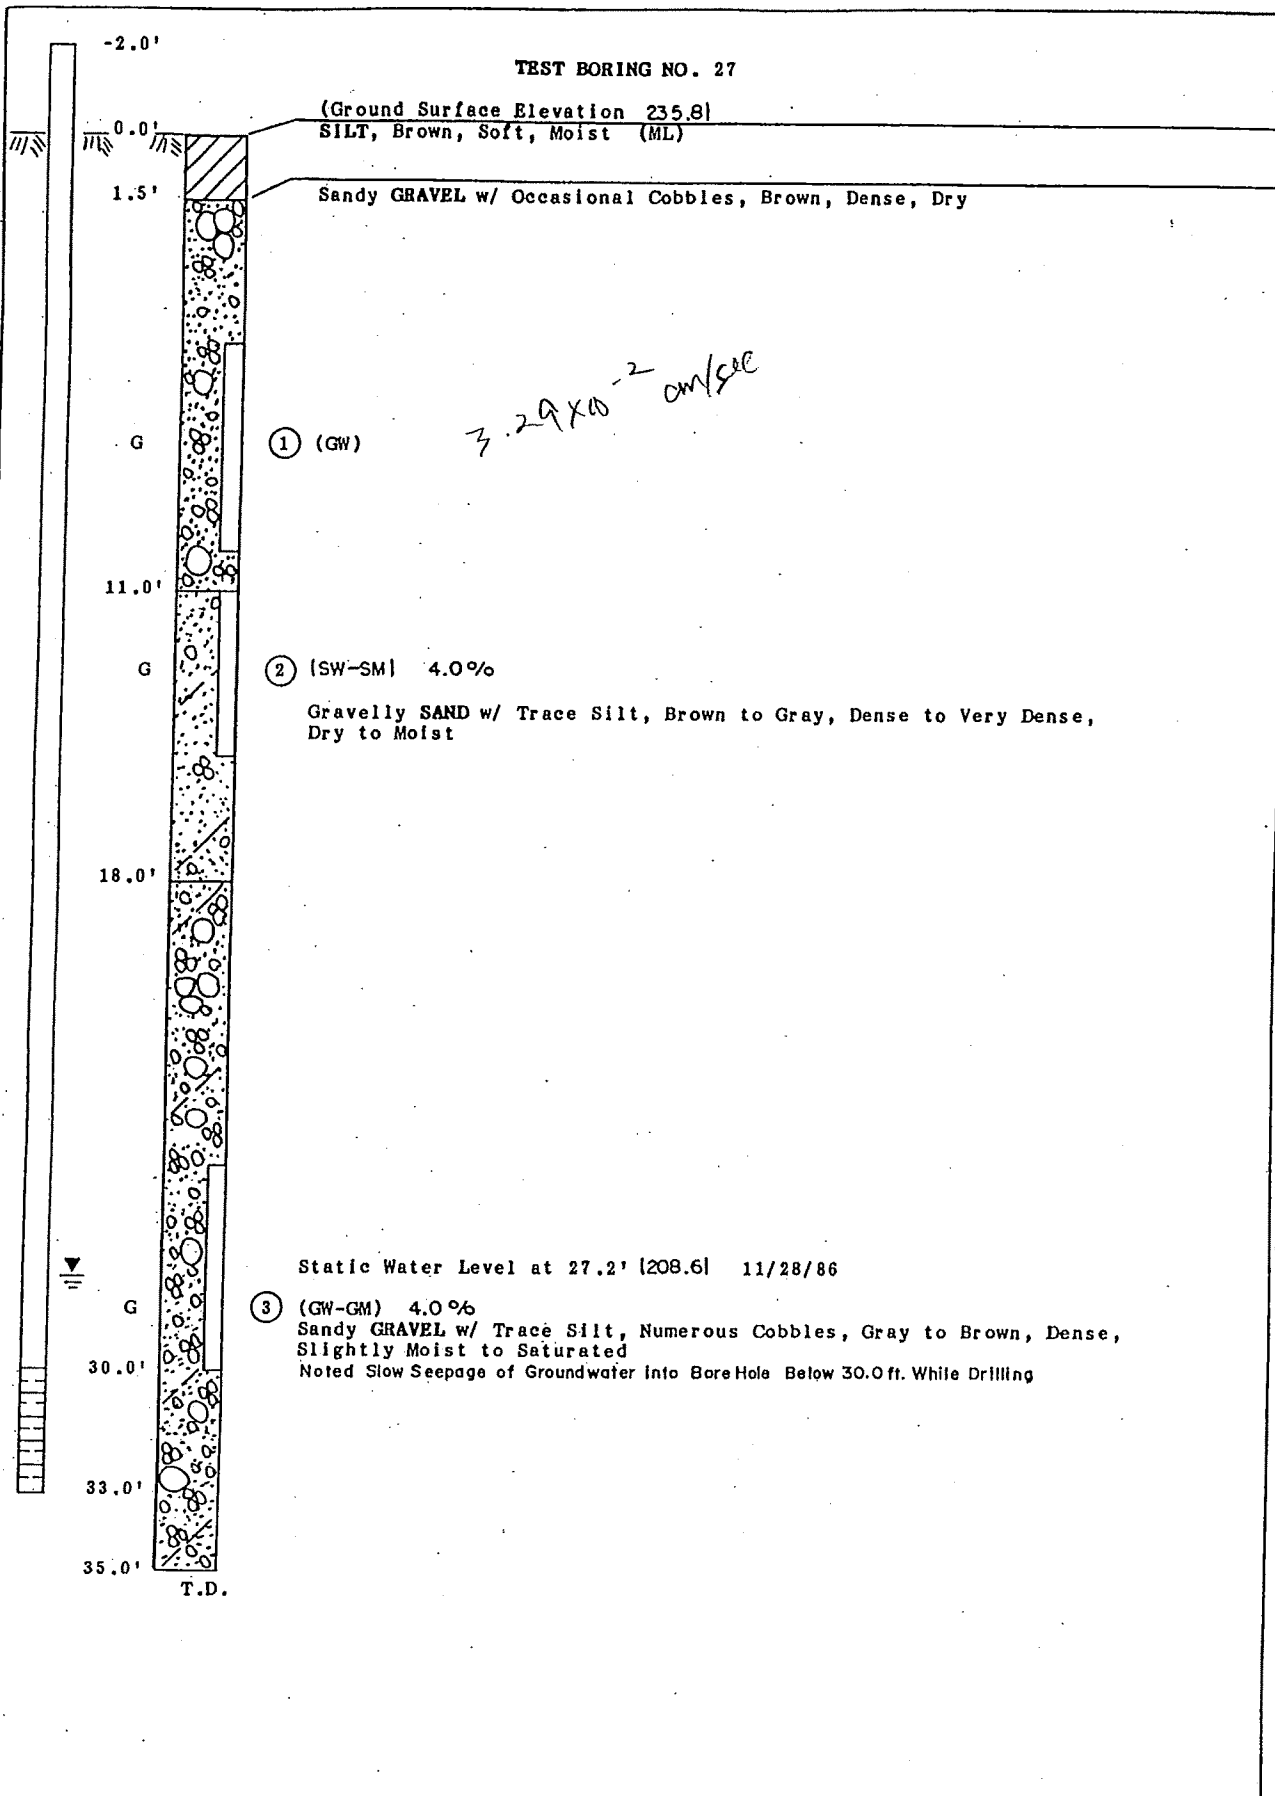 -2.0'
TEST BORING NO. 27
(Ground Surface Elevation 235.8)
0.0'
SILT, Brown, Soft, Moist (ML)
1.5'
Sandy GRAVEL w/ Occasional Cobbles, Brown, Dense, Dry
3.29x10-2 cm/sec
G 1 (GW)
11.0'
G 2 (SW-SM) 4.0%
Gravelly SAND w/ Trace Silt, Brown to Gray, Dense to Very Dense,
Dry to Moist
18.0'
Static Water Level at 27.2' (208.6) 11/28/86
G 3 (GW-GM) 4.0%
Sandy GRAVEL w/ Trace Silt, Numerous Cobbles, Gray to Brown, Dense,
Slightly Moist to Saturated
30.0'
Noted Slow Seepage of Groundwater Into Bore Hole Below 30.0 ft. While Drilling
33.0'
35.0'
T.D.